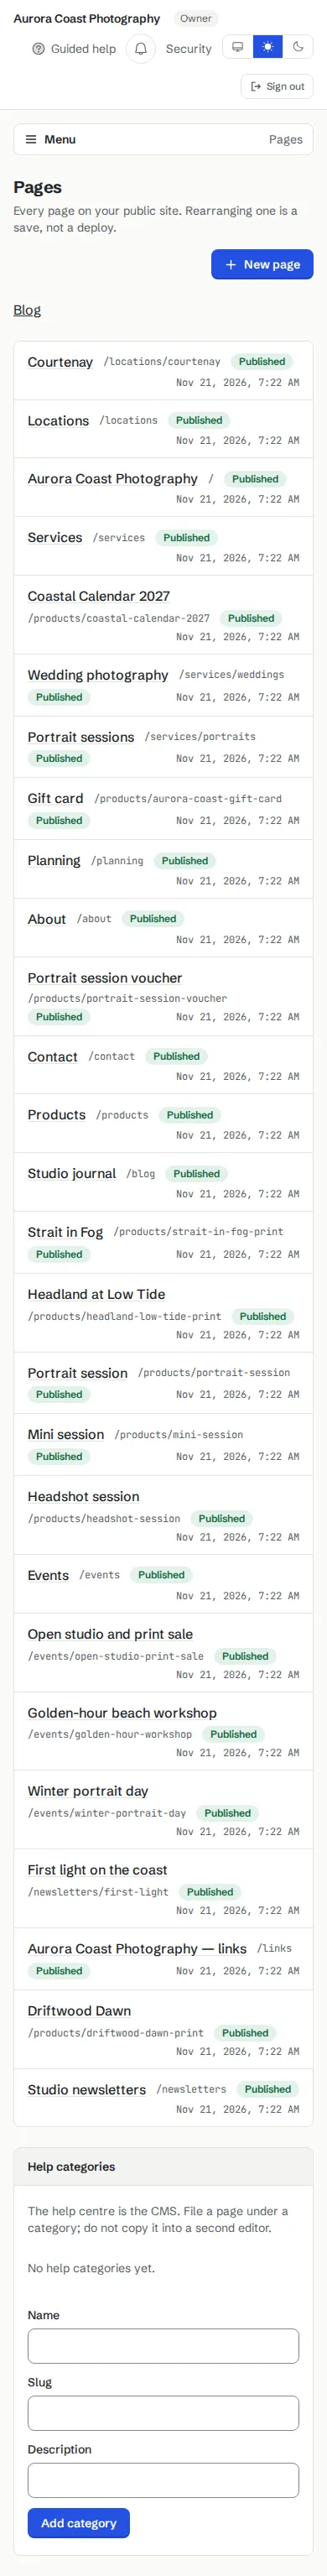 Aurora Coast Photography Owner
Guided help Security
Sign out
Menu Pages
Pages
Every page on your public site. Rearranging one is a
save, not a deploy.
New page
Blog
Courtenay /locations/courtenay Published
Nov 21, 2026, 7:22 AM
Locations /locations Published
Nov 21, 2026, 7:22 AM
Aurora Coast Photography / Published
Nov 21, 2026, 7:22 AM
Services /services Published
Nov 21, 2026, 7:22 AM
Coastal Calendar 2027
/products/coastal-calendar-2027 Published
Nov 21, 2026, 7:22 AM
Wedding photography /services/weddings
Published Nov 21, 2026, 7:22 AM
Portrait sessions /services/portraits
Published Nov 21, 2026, 7:22 AM
Gift card /products/aurora-coast-gift-card
Published Nov 21, 2026, 7:22 AM
Planning /planning Published
Nov 21, 2026, 7:22 AM
About /about Published
Nov 21, 2026, 7:22 AM
Portrait session voucher
/products/portrait-session-voucher
Published Nov 21, 2026, 7:22 AM
Contact /contact Published
Nov 21, 2026, 7:22 AM
Products /products Published
Nov 21, 2026, 7:22 AM
Studio journal /blog Published
Nov 21, 2026, 7:22 AM
Strait in Fog /products/strait-in-fog-print
Published Nov 21, 2026, 7:22 AM
Headland at Low Tide
/products/headland-low-tide-print Published
Nov 21, 2026, 7:22 AM
Portrait session /products/portrait-session
Published Nov 21, 2026, 7:22 AM
Mini session /products/mini-session
Published Nov 21, 2026, 7:22 AM
Headshot session
/products/headshot-session Published
Nov 21, 2026, 7:22 AM
Events /events Published
Nov 21, 2026, 7:22 AM
Open studio and print sale
/events/open-studio-print-sale Published
Nov 21, 2026, 7:22 AM
Golden-hour beach workshop
/events/golden-hour-workshop Published
Nov 21, 2026, 7:22 AM
Winter portrait day
/events/winter-portrait-day Published
Nov 21, 2026, 7:22 AM
First light on the coast
/newsletters/first-light Published
Nov 21, 2026, 7:22 AM
Aurora Coast Photography — links /links
Published Nov 21, 2026, 7:22 AM
Driftwood Dawn
/products/driftwood-dawn-print Published
Nov 21, 2026, 7:22 AM
Studio newsletters /newsletters Published
Nov 21, 2026, 7:22 AM
Help categories
The help centre is the CMS. File a page under a
category; do not copy it into a second editor.
No help categories yet.
Name
Slug
Description
Add category